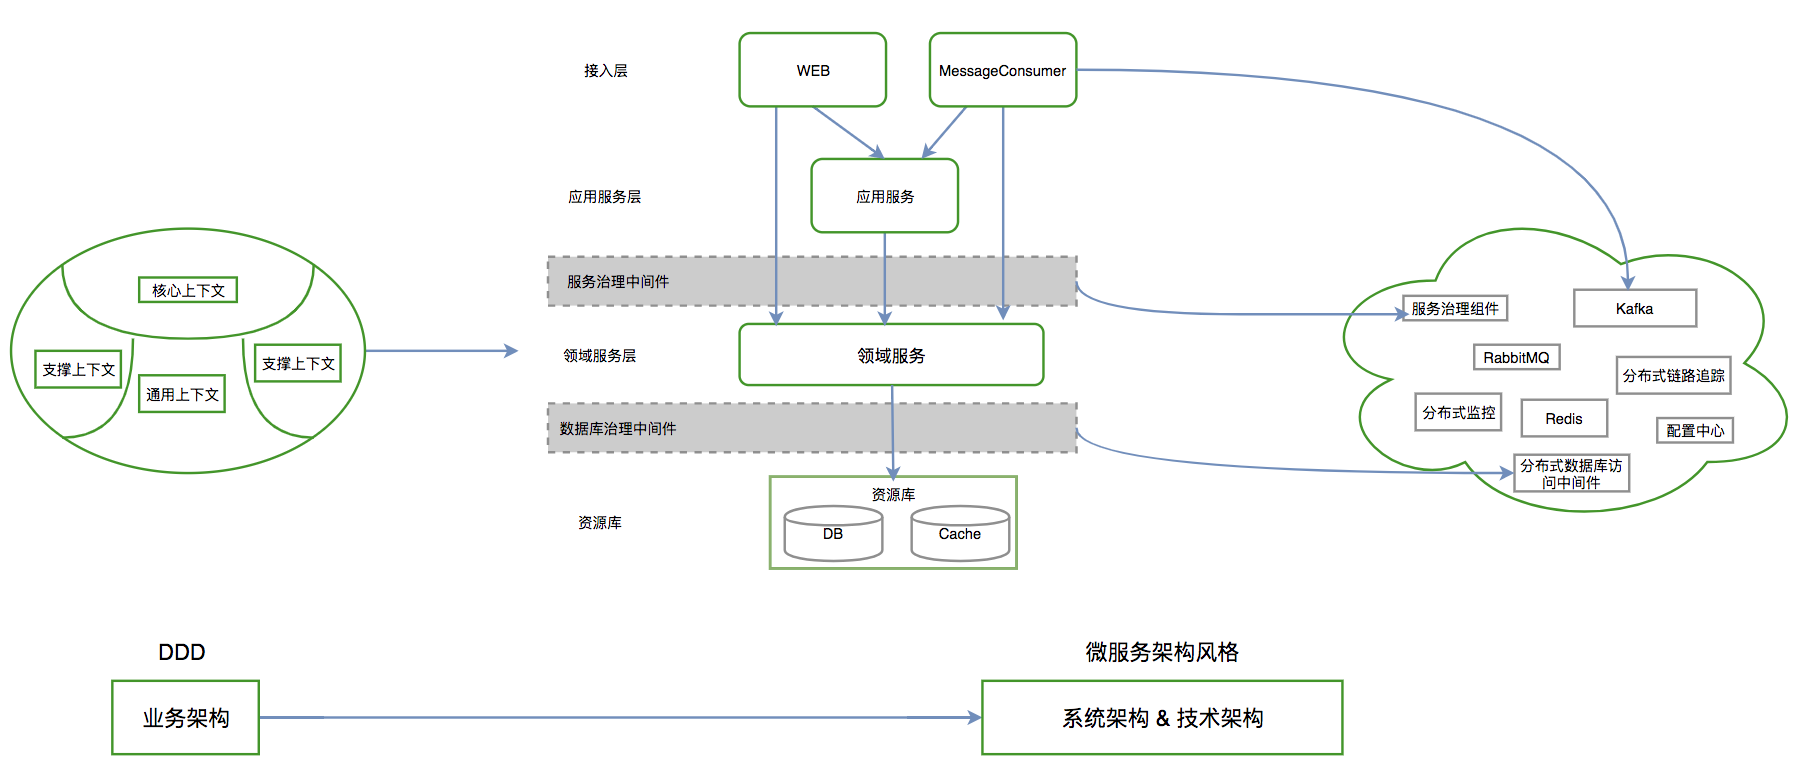 接入层
WEB
MessageConsumer
应用服务层
应用服务
服务治理中间件
领域服务层
领域服务
数据库治理中间件
资源库
资源库
DB
Cache
核心上下文
支撑上下文
通用上下文
支撑上下文
服务治理组件
Kafka
RabbitMQ
分布式链路追踪
分布式监控
Redis
配置中心
分布式数据库访
问中间件
DDD
业务架构
微服务架构风格
系统架构 & 技术架构